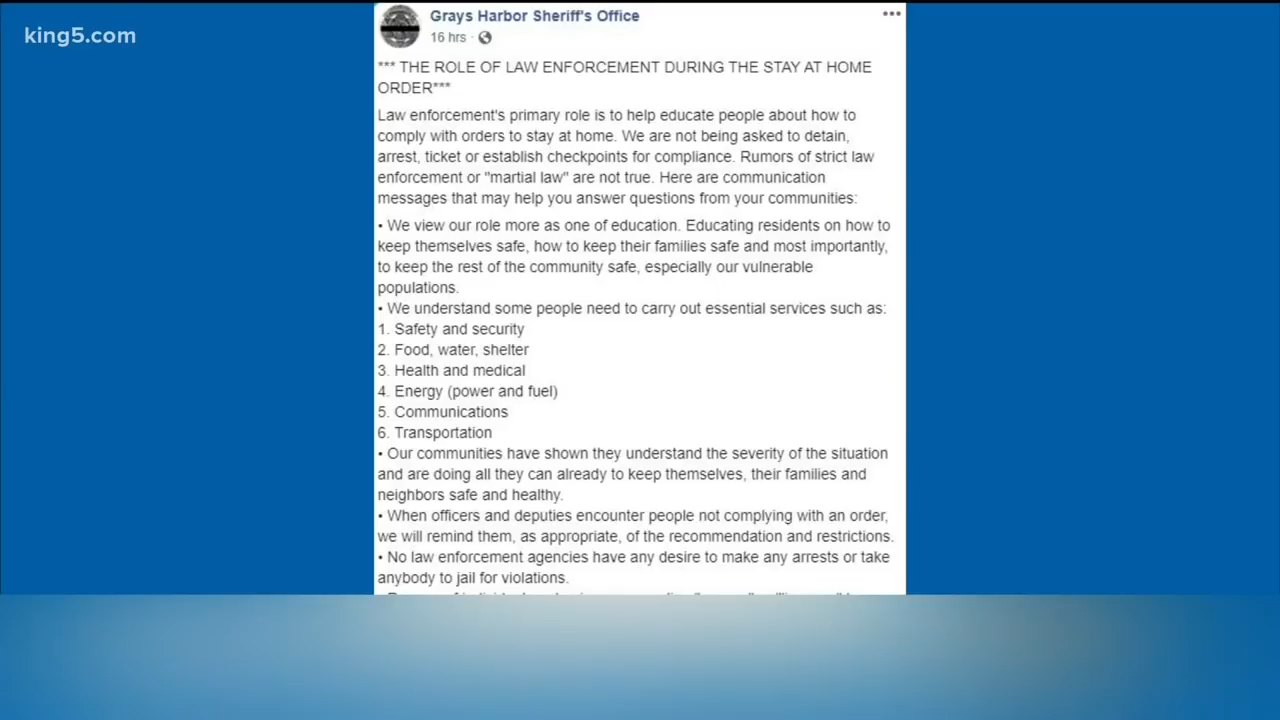 king5.com
Grays Harbor Sheriff's Office
16 hrs ·
*** THE ROLE OF LAW ENFORCEMENT DURING THE STAY AT HOME
ORDER***
Law enforcement's primary role is to help educate people about how to
comply with orders to stay at home. We are not being asked to detain,
arrest, ticket or establish checkpoints for compliance. Rumors of strict law
enforcement or "martial law" are not true. Here are communication
messages that may help you answer questions from your communities:
• We view our role more as one of education. Educating residents on how to
keep themselves safe, how to keep their families safe and most importantly,
to keep the rest of the community safe, especially our vulnerable
populations.
• We understand some people need to carry out essential services such as:
1. Safety and security
2. Food, water, shelter
3. Health and medical
4. Energy (power and fuel)
5. Communications
6. Transportation
• Our communities have shown they understand the severity of the situation
and are doing all they can already to keep themselves, their families and
neighbors safe and healthy.
• When officers and deputies encounter people not complying with an order,
we will remind them, as appropriate, of the recommendation and restrictions.
• No law enforcement agencies have any desire to make any arrests or take
anybody to jail for violations.